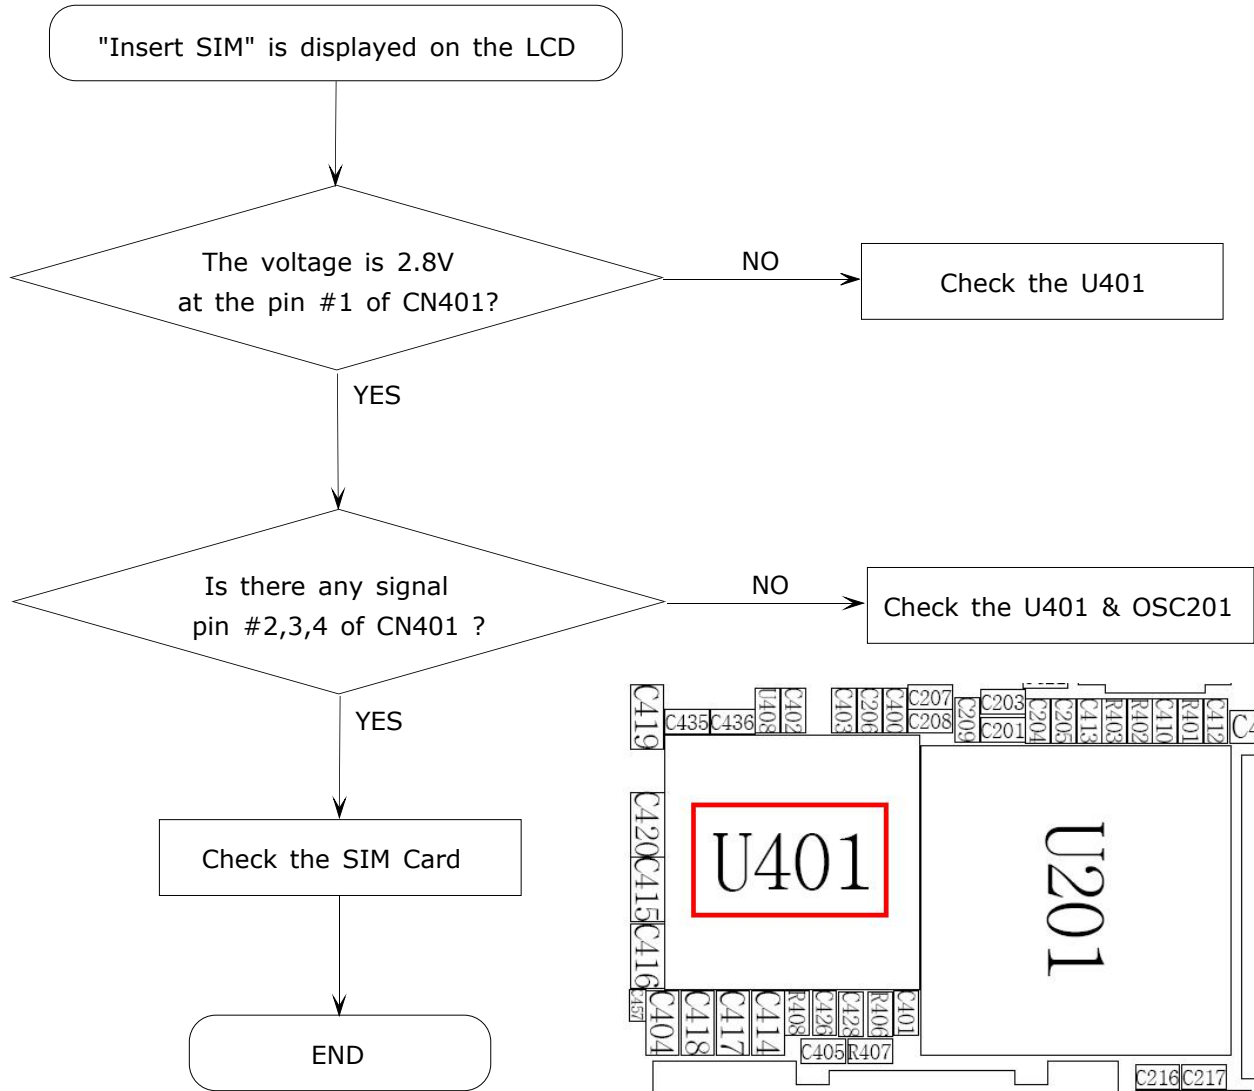 "Insert SIM" is displayed on the LCD
The voltage is 2.8V
at the pin #1 of CN401?
NO
Check the U401
YES
Is there any signal
pin #2,3,4 of CN401 ?
NO
Check the U401 & OSC201
YES
Check the SIM Card
END
C419
C435
C436
U408
C402
C403
C206
C400
C207
C208
C209
C203
C201
C204
C205
C413
R403
R402
C410
R401
C412
C4
C420
C415
C416
U401
U201
C457
C404
C418
C417
C414
R408
C426
C428
R406
C401
C405
R407
C216
C217